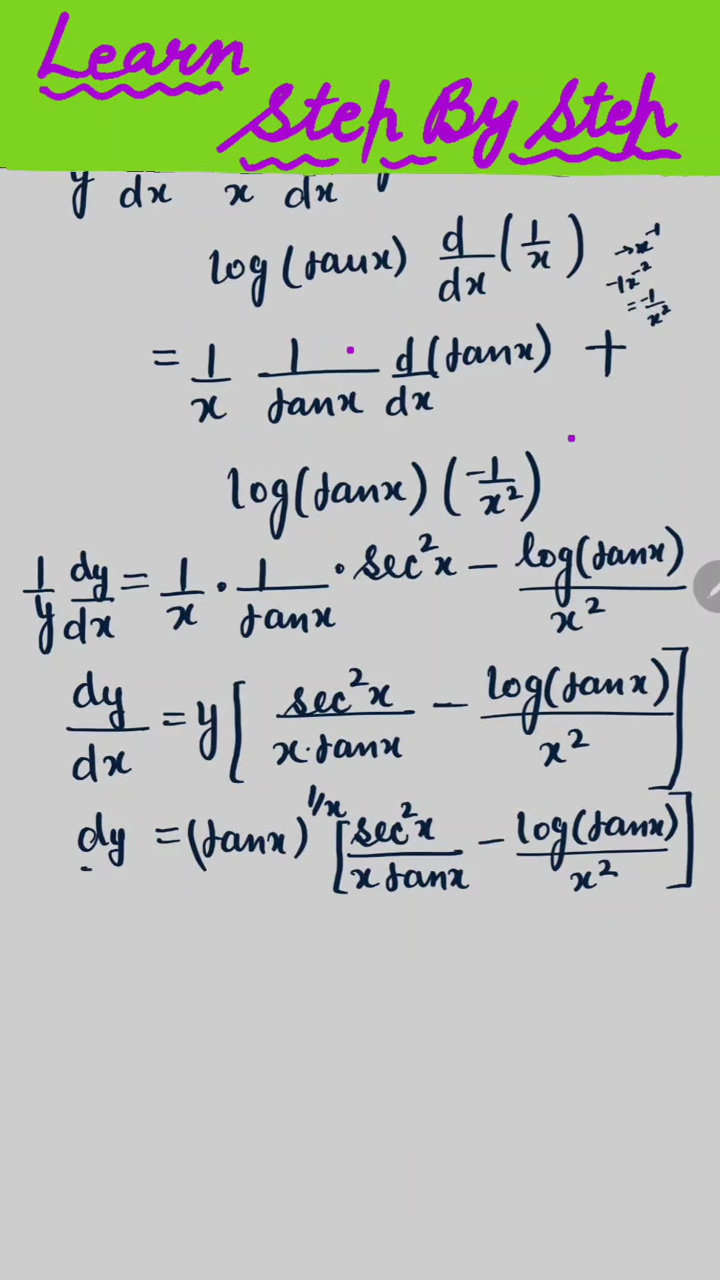 Learn
Step By Step
y dx x dx
log(tanx) d/dx (1/x) → x^-1
-1x^-2
= -1/x²
= 1/x 1/tanx d/dx (tanx) +
log(tanx) (-1/x²)
1/y dy/dx = 1/x · 1/tanx · sec²x - log(tanx)/x²
dy/dx = y[ sec²x/x·tanx - log(tanx)/x² ]
dy = (tanx)^1/x [ sec²x/x tanx - log(tanx)/x² ]